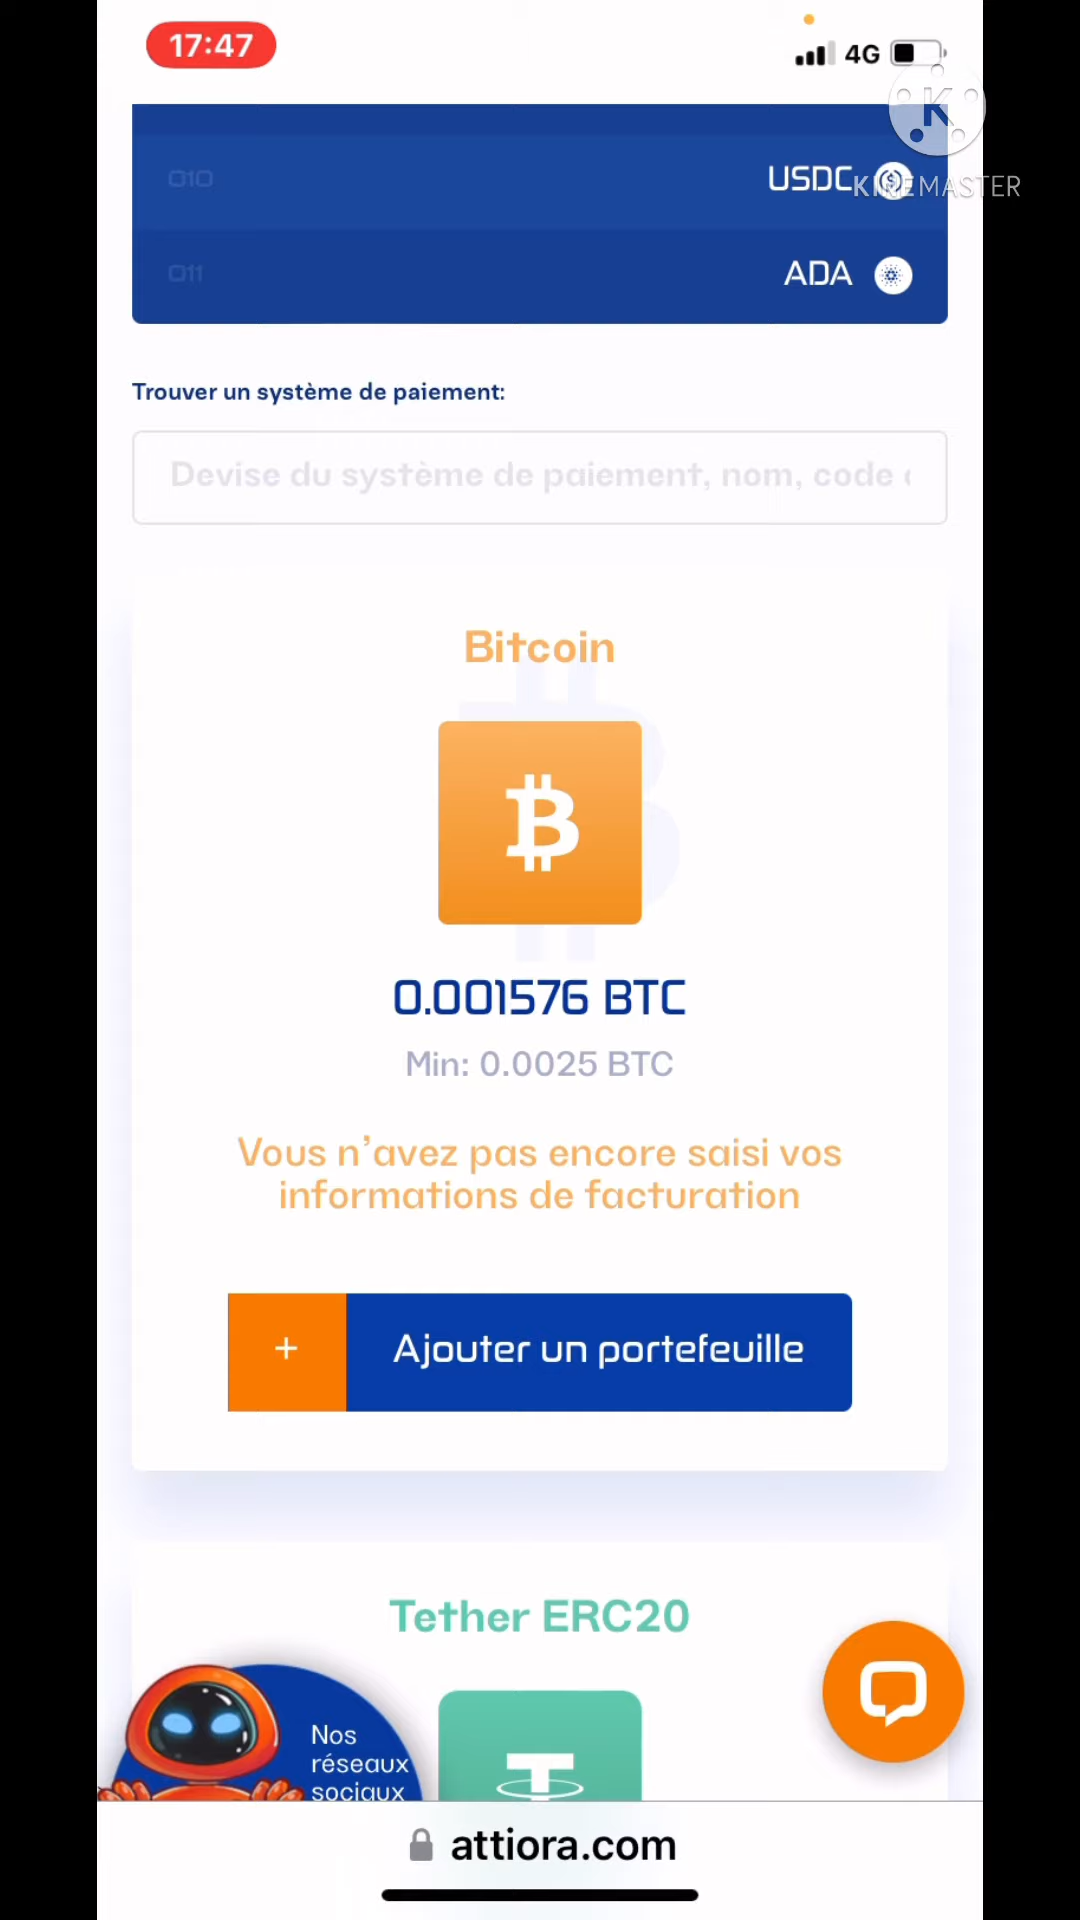 17:47
4G
K
KINEMASTER
010
USDC
011
ADA
Trouver un système de paiement:
Devise du système de paiement, nom, code
Bitcoin
0.001576 BTC
Min: 0.0025 BTC
Vous n'avez pas encore saisi vos
informations de facturation
+ Ajouter un portefeuille
Tether ERC20
Nos
réseaux
sociaux
attiora.com